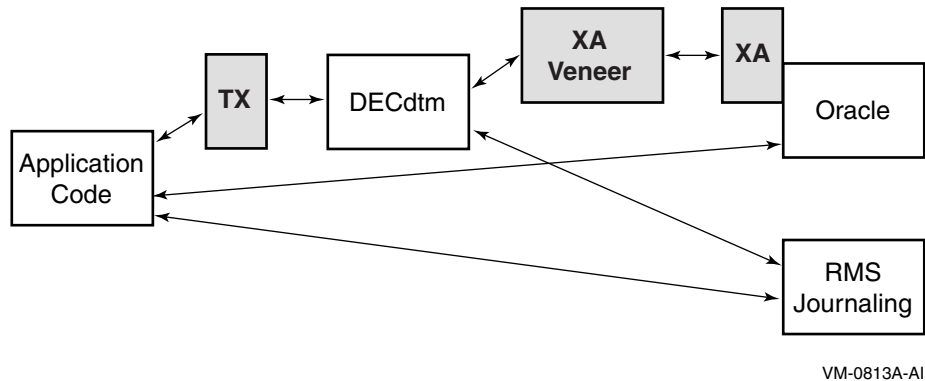 XA
Veneer
XA
TX
DECdtm
Oracle
Application
Code
RMS
Journaling
VM-0813A-AI